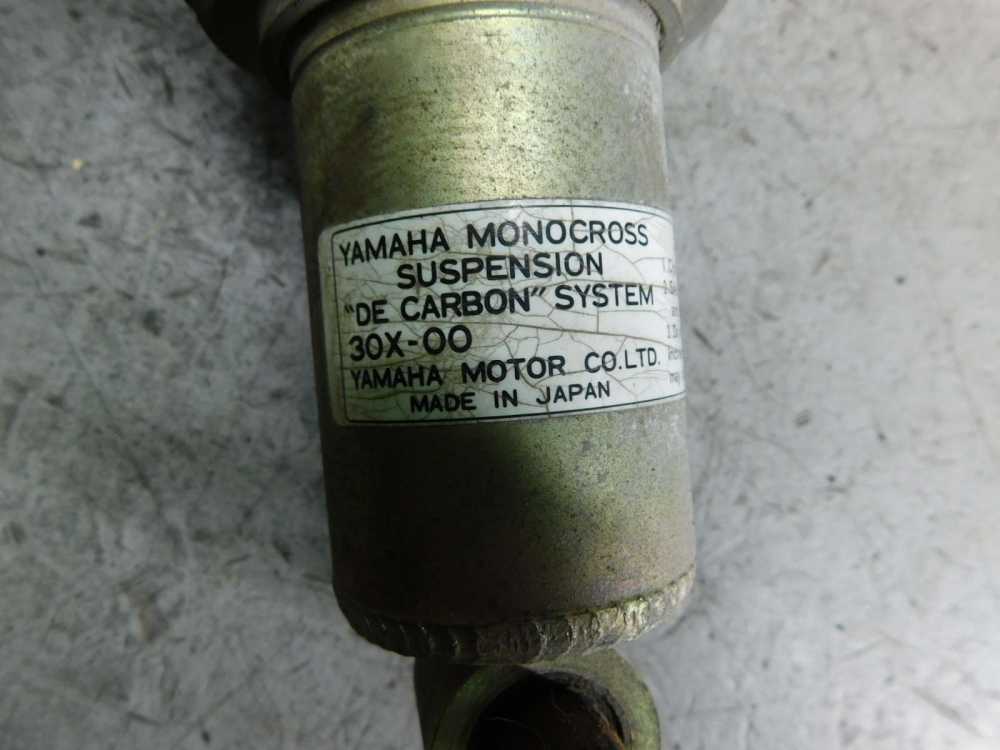 YAMAHA MONOCROSS
SUSPENSION
"DE CARBON" SYSTEM
30X-00
YAMAHA MOTOR CO.LTD.
MADE IN JAPAN